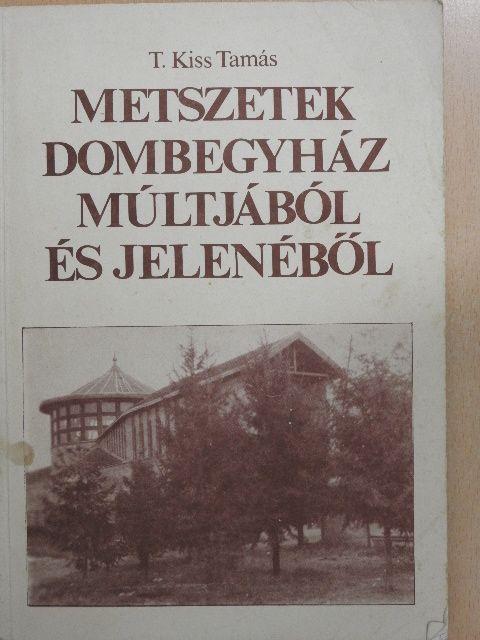 T. Kiss Tamás
METSZETEK
DOMBEGYHÁZ
MÚLTJÁBÓL
ÉS JELENÉBŐL